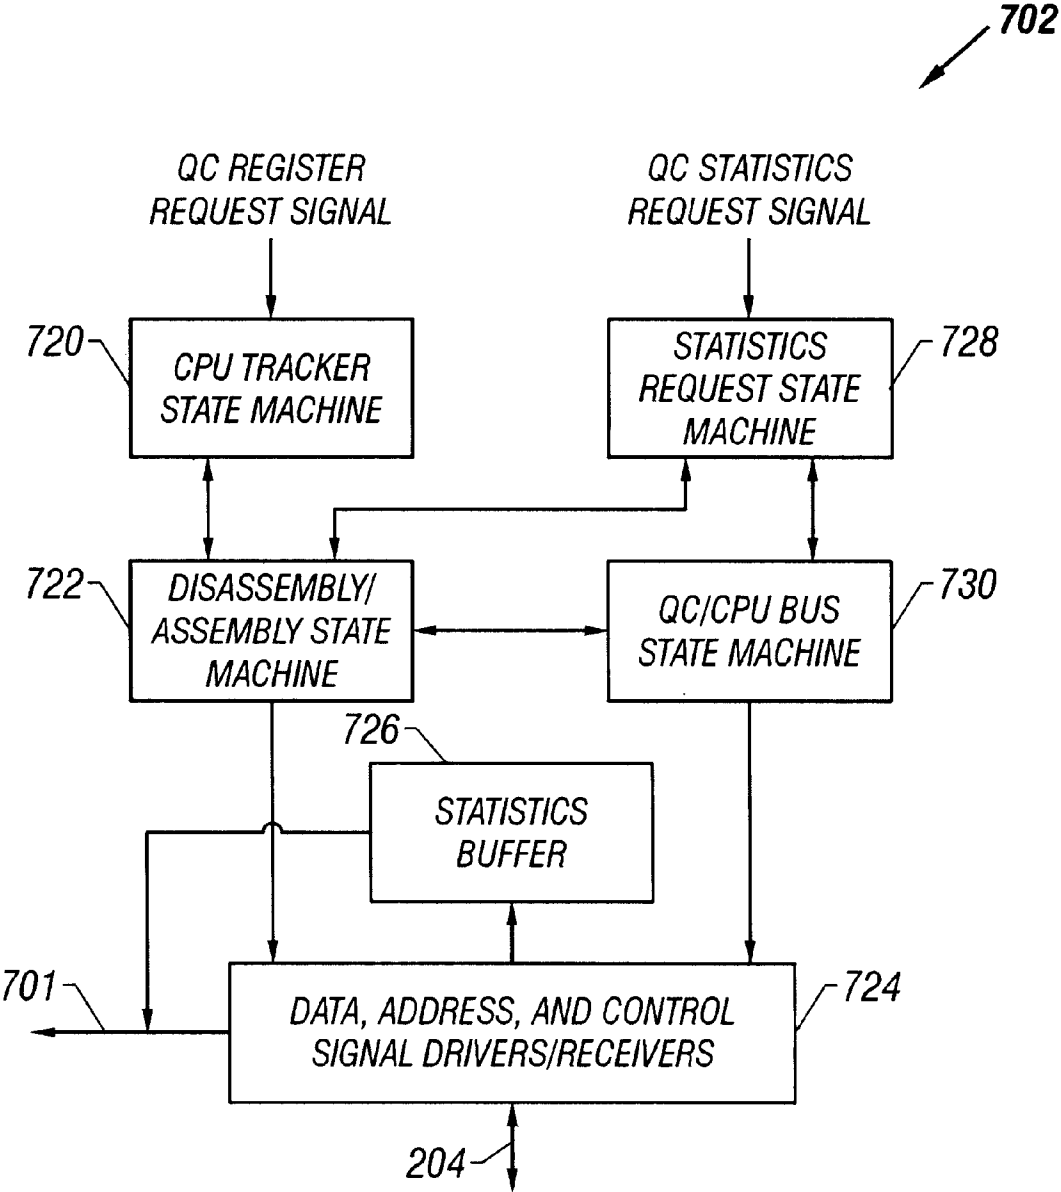 702
QC REGISTER
REQUEST SIGNAL
QC STATISTICS
REQUEST SIGNAL
720
CPU TRACKER
STATE MACHINE
STATISTICS
REQUEST STATE
MACHINE
728
722
DISASSEMBLY/
ASSEMBLY STATE
MACHINE
QC/CPU BUS
STATE MACHINE
730
726
STATISTICS
BUFFER
701
DATA, ADDRESS, AND CONTROL
SIGNAL DRIVERS/RECEIVERS
724
204